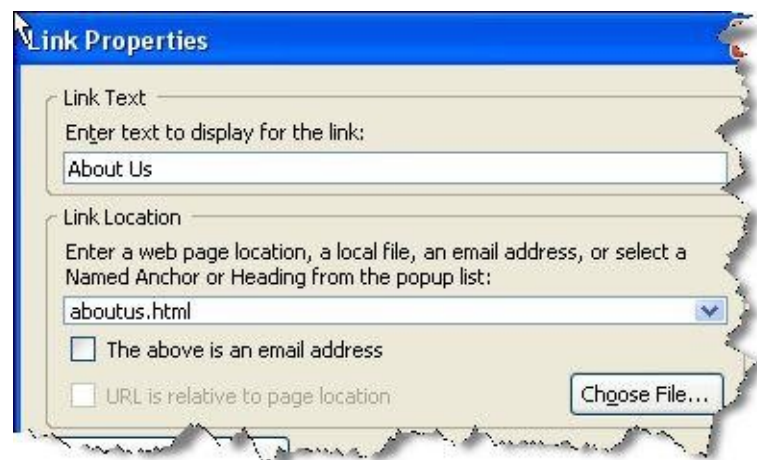 Link Properties
Link Text
Enter text to display for the link:
About Us
Link Location
Enter a web page location, a local file, an email address, or select a
Named Anchor or Heading from the popup list:
aboutus.html
The above is an email address
URL is relative to page location
Choose File...